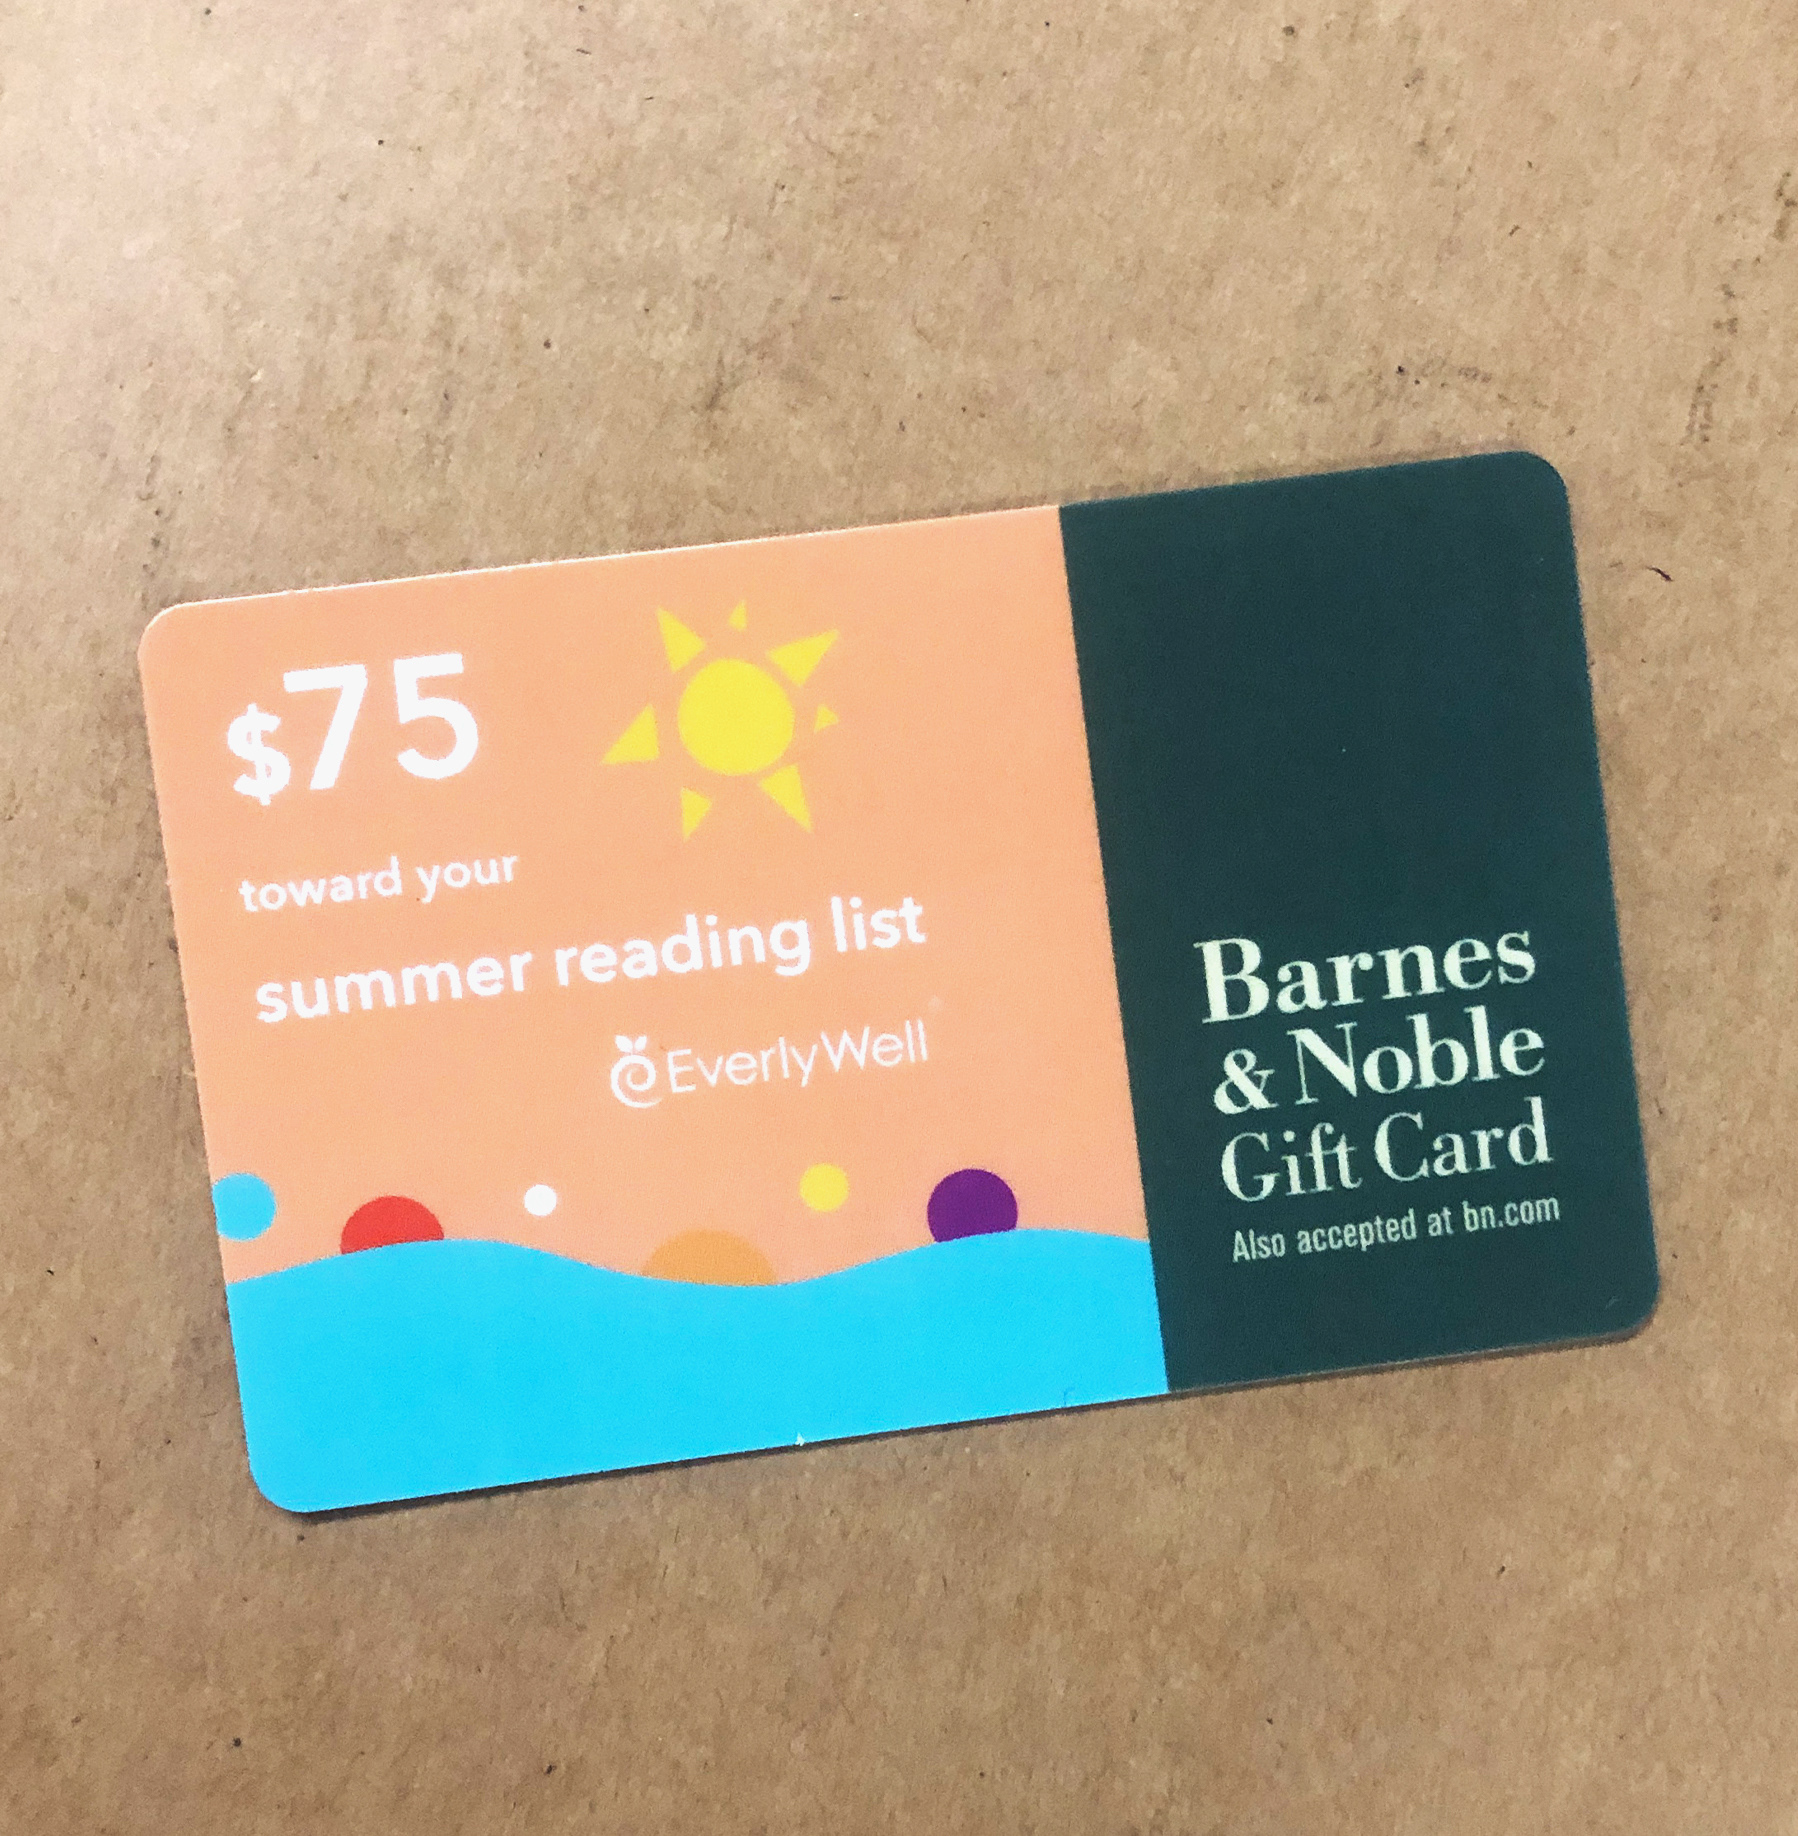 $75
toward your
summer reading list
EverlyWell
Barnes
& Noble
Gift Card
Also accepted at bn.com